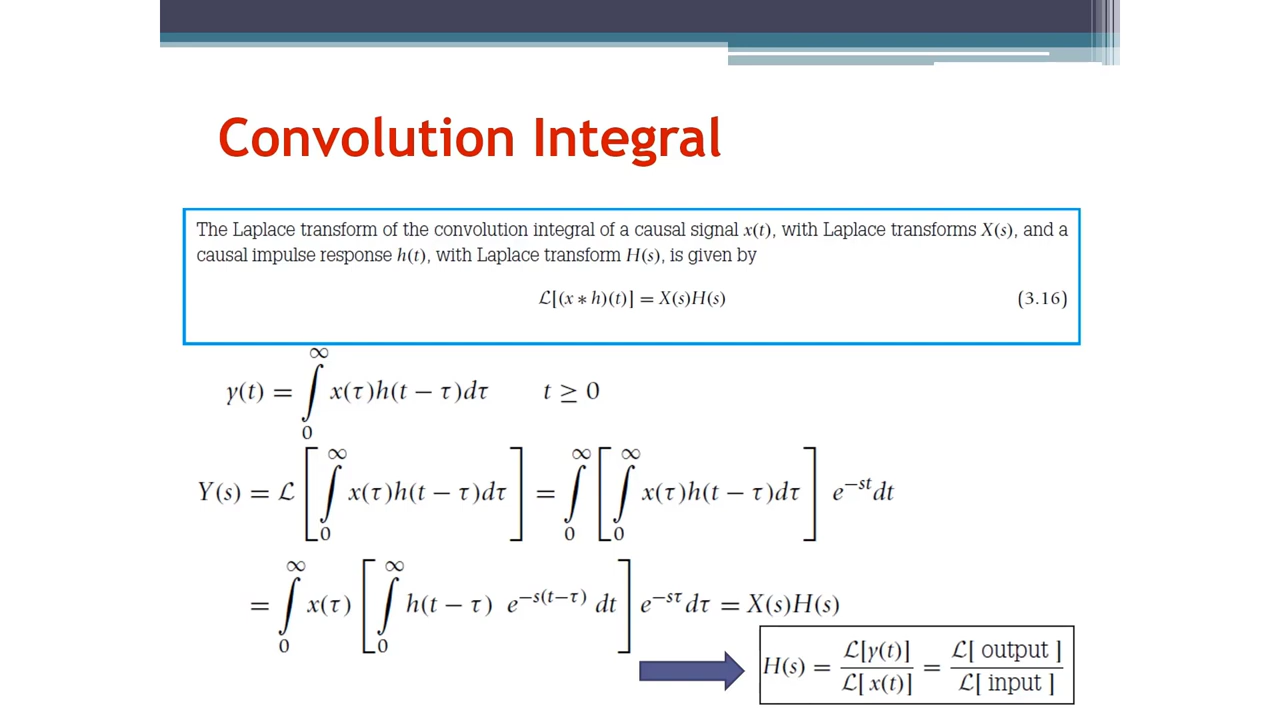 Convolution Integral
The Laplace transform of the convolution integral of a causal signal x(t), with Laplace transforms X(s), and a
causal impulse response h(t), with Laplace transform H(s), is given by
ℒ[(x ∗ h)(t)] = X(s)H(s) (3.16)
y(t) = ∫₀^∞ x(τ)h(t − τ)dτ t ≥ 0
Y(s) = ℒ[∫₀^∞ x(τ)h(t − τ)dτ] = ∫₀^∞ [∫₀^∞ x(τ)h(t − τ)dτ] e^{−st}dt
= ∫₀^∞ x(τ) [∫₀^∞ h(t − τ) e^{−s(t−τ)} dt] e^{−sτ}dτ = X(s)H(s)
H(s) = ℒ[y(t)] / ℒ[x(t)] = ℒ[ output ] / ℒ[ input ]